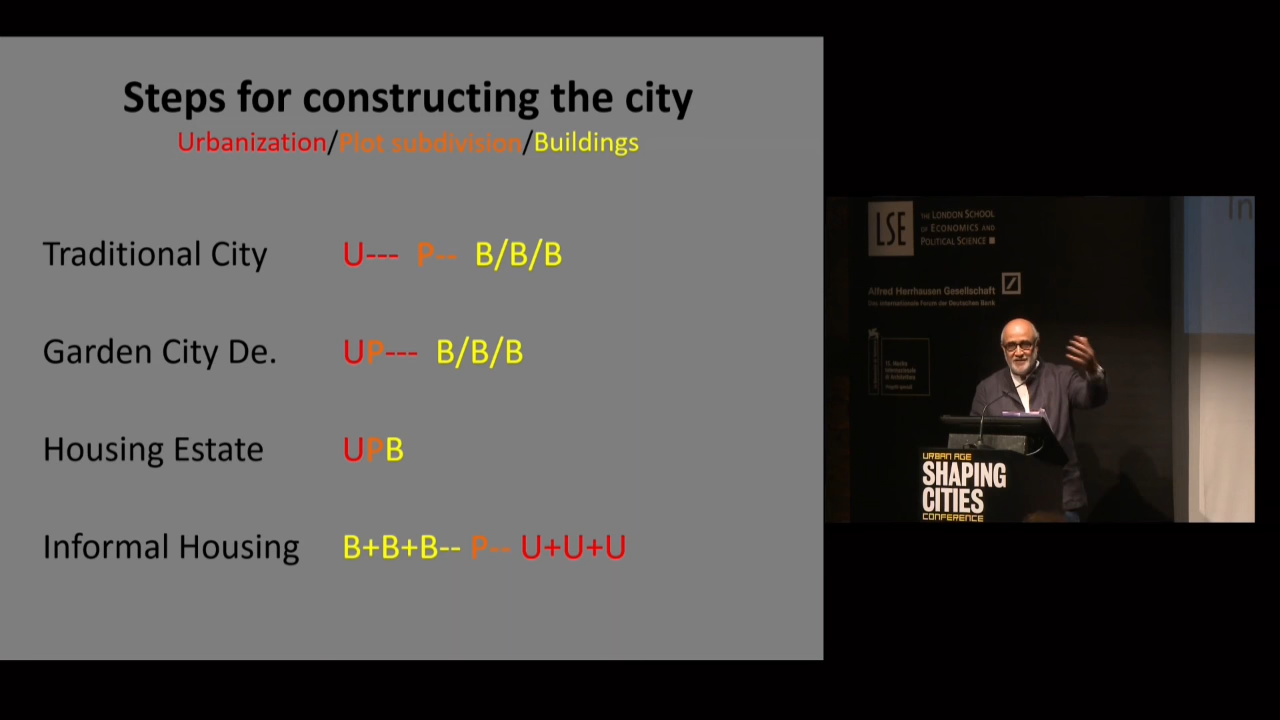 Steps for constructing the city
Urbanization/Plot subdivision/Buildings
Traditional City U--- P-- B/B/B
Garden City De. UP--- B/B/B
Housing Estate UPB
Informal Housing B+B+B-- P-- U+U+U
LSE
THE LONDON SCHOOL
OF ECONOMICS AND
POLITICAL SCIENCE
Alfred Herrhausen Gesellschaft
Das internationale Forum der Deutschen Bank
In
URBAN AGE
SHAPING
CITIES
CONFERENCE